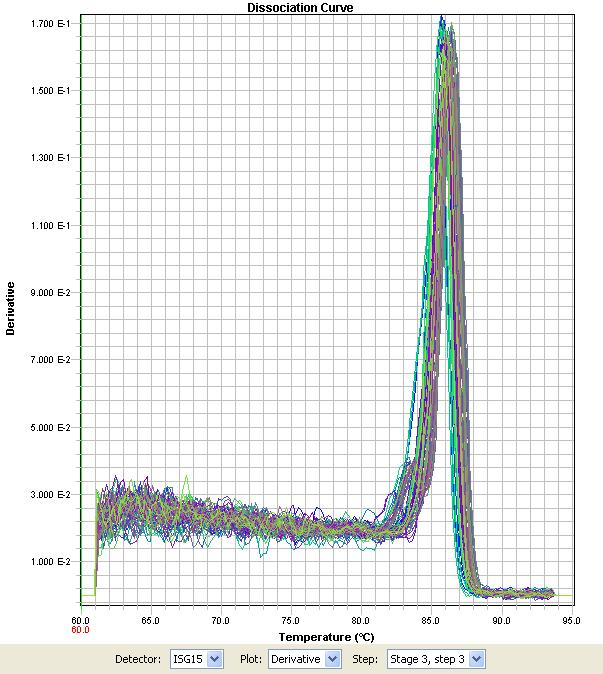 Dissociation Curve
1.700 E-1
1.500 E-1
1.300 E-1
1.100 E-1
9.000 E-2
7.000 E-2
5.000 E-2
3.000 E-2
1.000 E-2
Derivative
60.0 65.0 70.0 75.0 80.0 85.0 90.0 95.0
60.0
Temperature (°C)
Detector: ISG15 Plot: Derivative Step: Stage 3, step 3